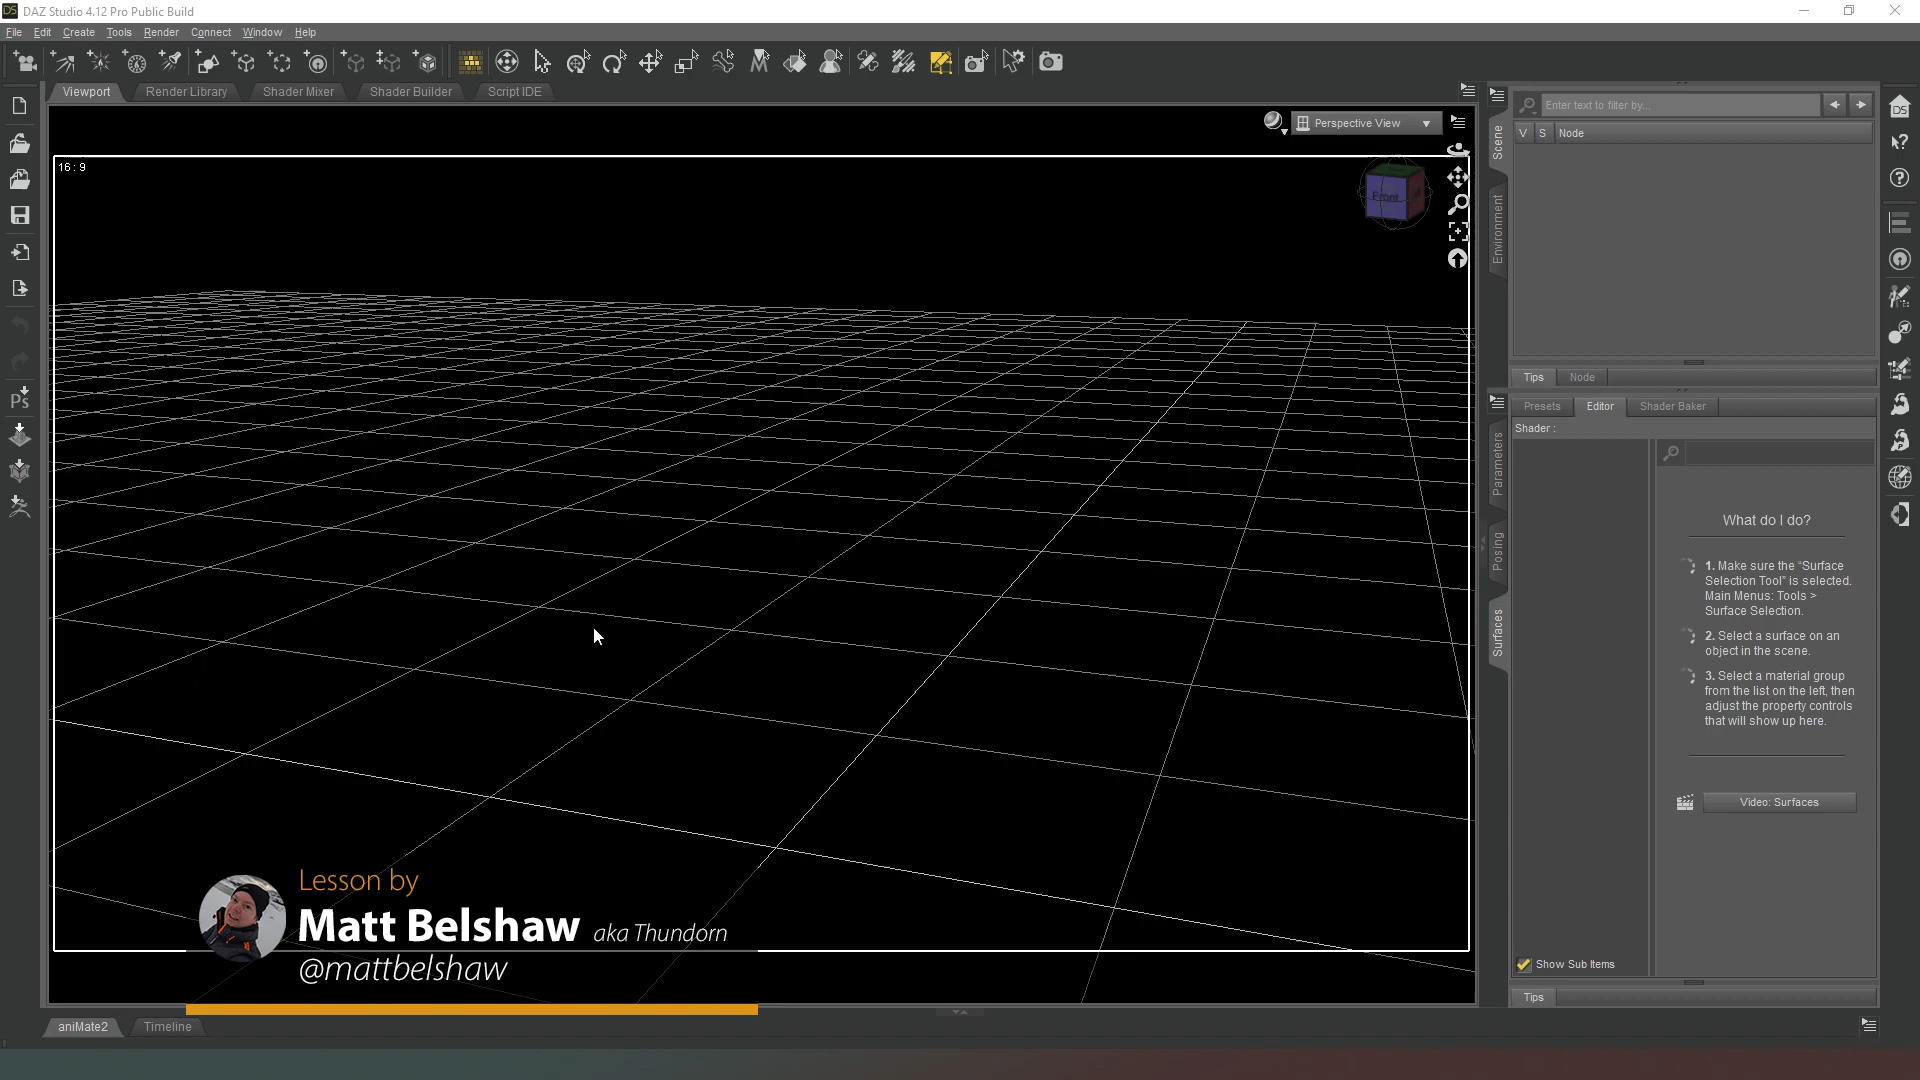 DS DAZ Studio 4.12 Pro Public Build
File Edit Create Tools Render Connect Window Help
Viewport Render Library Shader Mixer Shader Builder Script IDE
Perspective View
16 : 9
Front
Enter text to filter by...
V S Node
Scene
Environment
Tips Node
Presets Editor Shader Baker
Shader :
Parameters
Posing
Surfaces
What do I do?
1. Make sure the “Surface
Selection Tool” is selected.
Main Menus: Tools >
Surface Selection.
2. Select a surface on an
object in the scene.
3. Select a material group
from the list on the left, then
adjust the property controls
that will show up here.
Video: Surfaces
Show Sub Items
Tips
DS
Ps
Lesson by
Matt Belshaw aka Thundorn
@mattbelshaw
aniMate2 Timeline